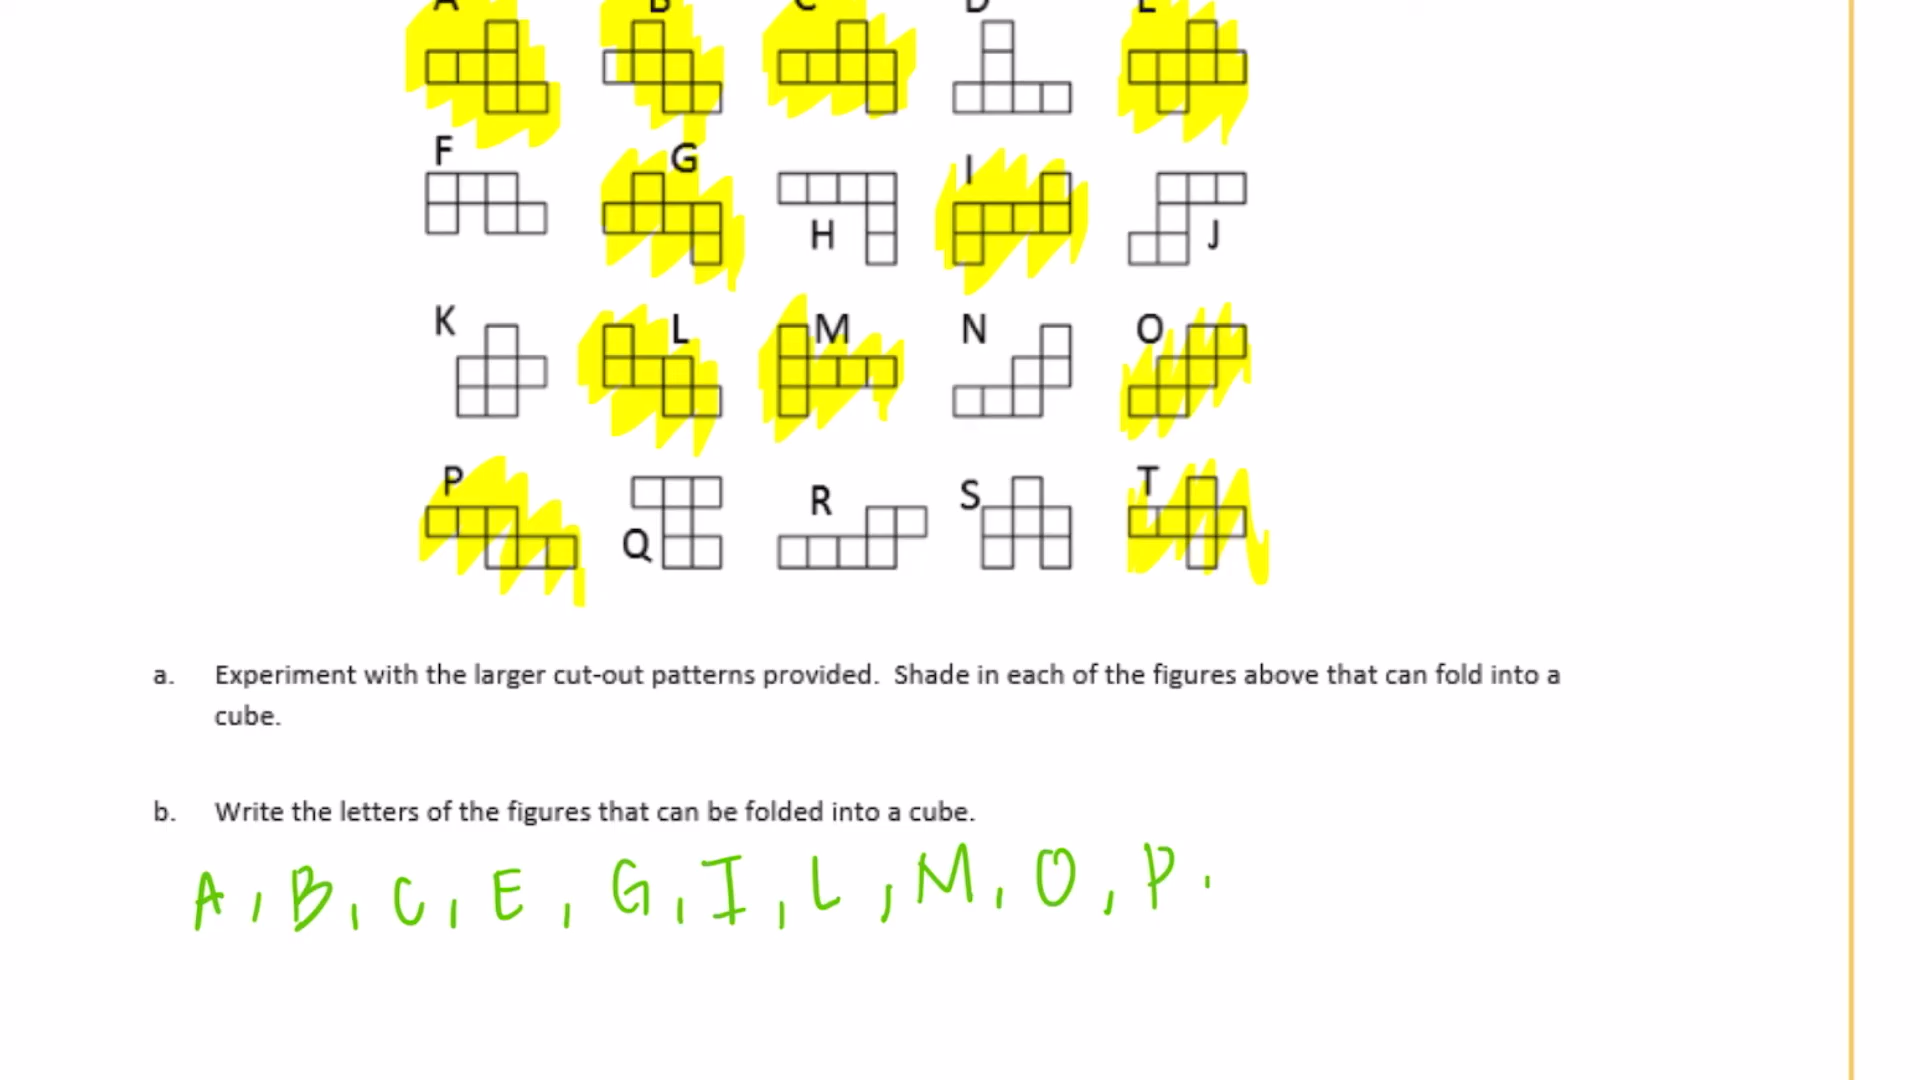 A B C D E
F G H I J
K L M N O
P Q R S T
a. Experiment with the larger cut-out patterns provided. Shade in each of the figures above that can fold into a
cube.
b. Write the letters of the figures that can be folded into a cube.
A, B, C, E, G, I, L, M, O, P,